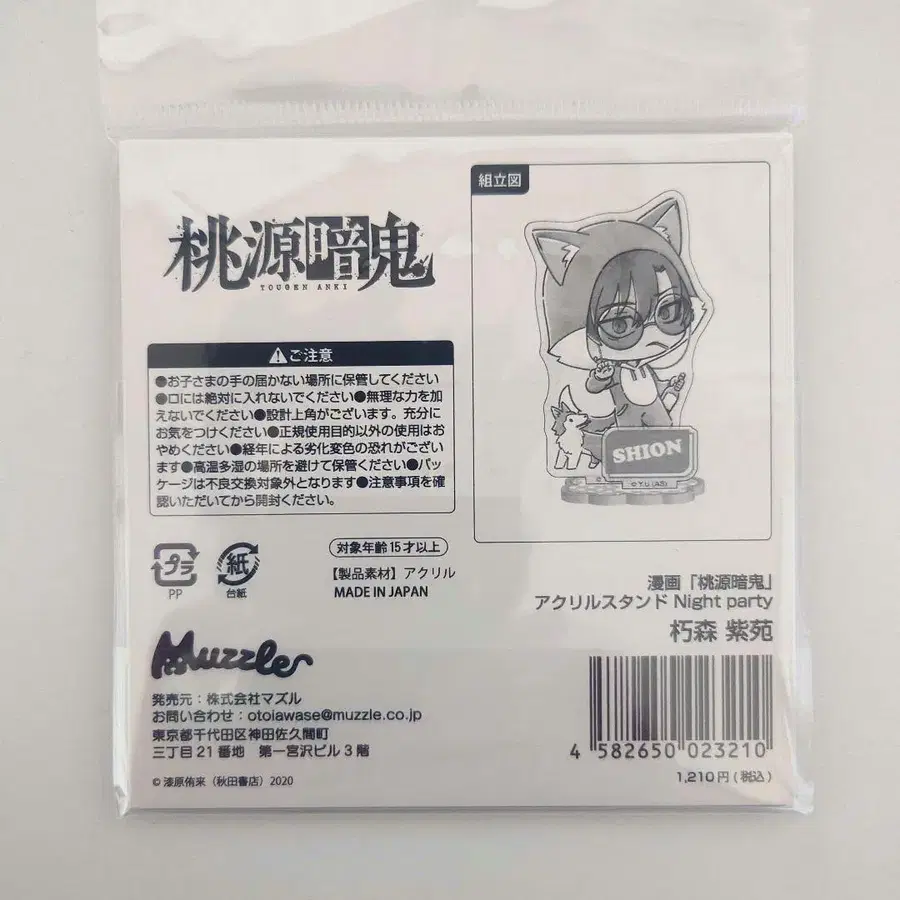 桃源暗鬼
TOUGEN ANKI
組立図
SHION
©Y.U.(AS)
ご注意
●お子さまの手の届かない場所に保管してください
●口には絶対に入れないでください●無理な力を加
えないでください●設計上角がございます。充分に
お気をつけください●正規使用目的以外の使用はお
やめください●経年による劣化変色の恐れがござい
ます●高温多湿の場所を避けて保管ください●パッ
ケージは不良交換対象外となります●注意事項を確
認いただいてから開封ください。
プラ
PP
紙
台紙
対象年齢15才以上
【製品素材】アクリル
MADE IN JAPAN
漫画「桃源暗鬼」
アクリルスタンド Night party
朽森 紫苑
Muzzle
発売元：株式会社マズル
お問い合わせ：otoiawase@muzzle.co.jp
東京都千代田区神田佐久間町
三丁目21番地 第一宮沢ビル3階
©漆原侑来（秋田書店）2020
4 582650 023210
1,210円(税込)